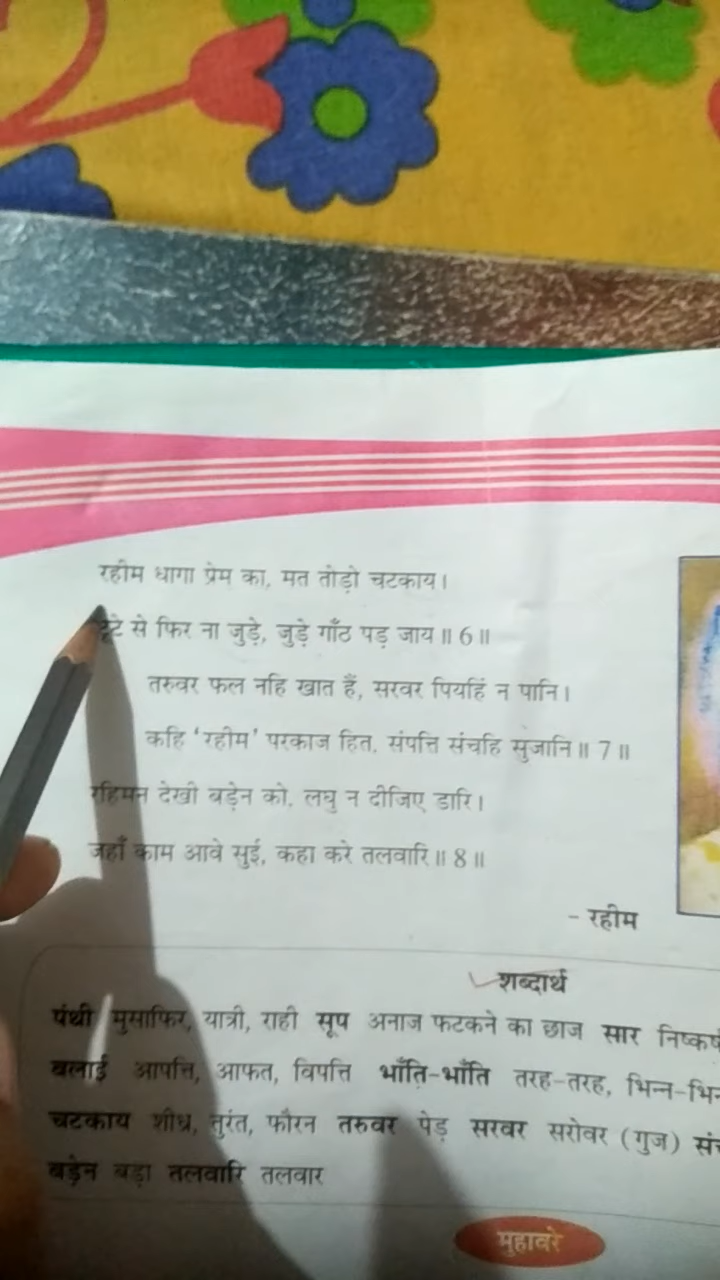 रहीम धागा प्रेम का, मत तोड़ो चटकाय।
टूटे से फिर ना जुड़े, जुड़े गाँठ पड़ जाय॥ 6॥
तरुवर फल नहि खात हैं, सरवर पियहिं न पानि।
कहि ‘रहीम’ परकाज हित, संपत्ति संचहि सुजानि॥ 7॥
रहिमन देखी बड़ेन को, लघु न दीजिए डारि।
जहाँ काम आवे सुई, कहा करे तलवारि॥ 8॥
- रहीम
शब्दार्थ
पंथी मुसाफिर, यात्री, राही सूप अनाज फटकने का छाज सार
बलाई आपत्ति, आफत, विपत्ति भाँति-भाँति तरह-तरह,
चटकाय शीघ्र, तुरंत, फौरन तरुवर पेड़ सरवर सरोवर (गुज)
बड़ेन बड़ा तलवारि तलवार
मुहावरे